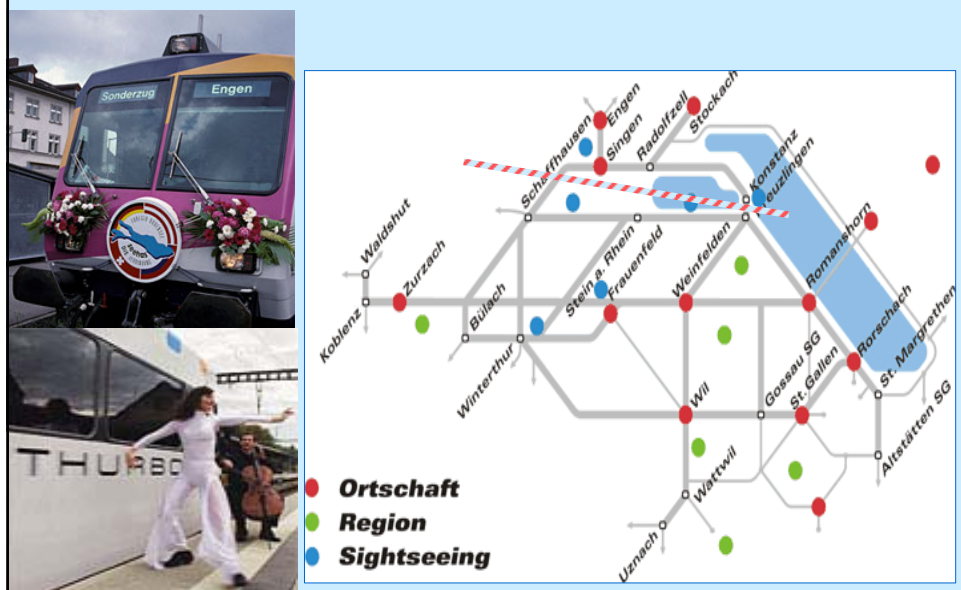 Sonderzug
Engen
seehas
THURBO
Schaffhausen
Engen
Singen
Radolfzell
Stockach
Konstanz
Kreuzlingen
Waldshut
Zurzach
Koblenz
Bülach
Winterthur
Stein a. Rhein
Frauenfeld
Weinfelden
Romanshorn
Rorschach
St. Margrethen
Wil
Gossau SG
St. Gallen
Altstätten SG
Wattwil
Uznach
Ortschaft
Region
Sightseeing